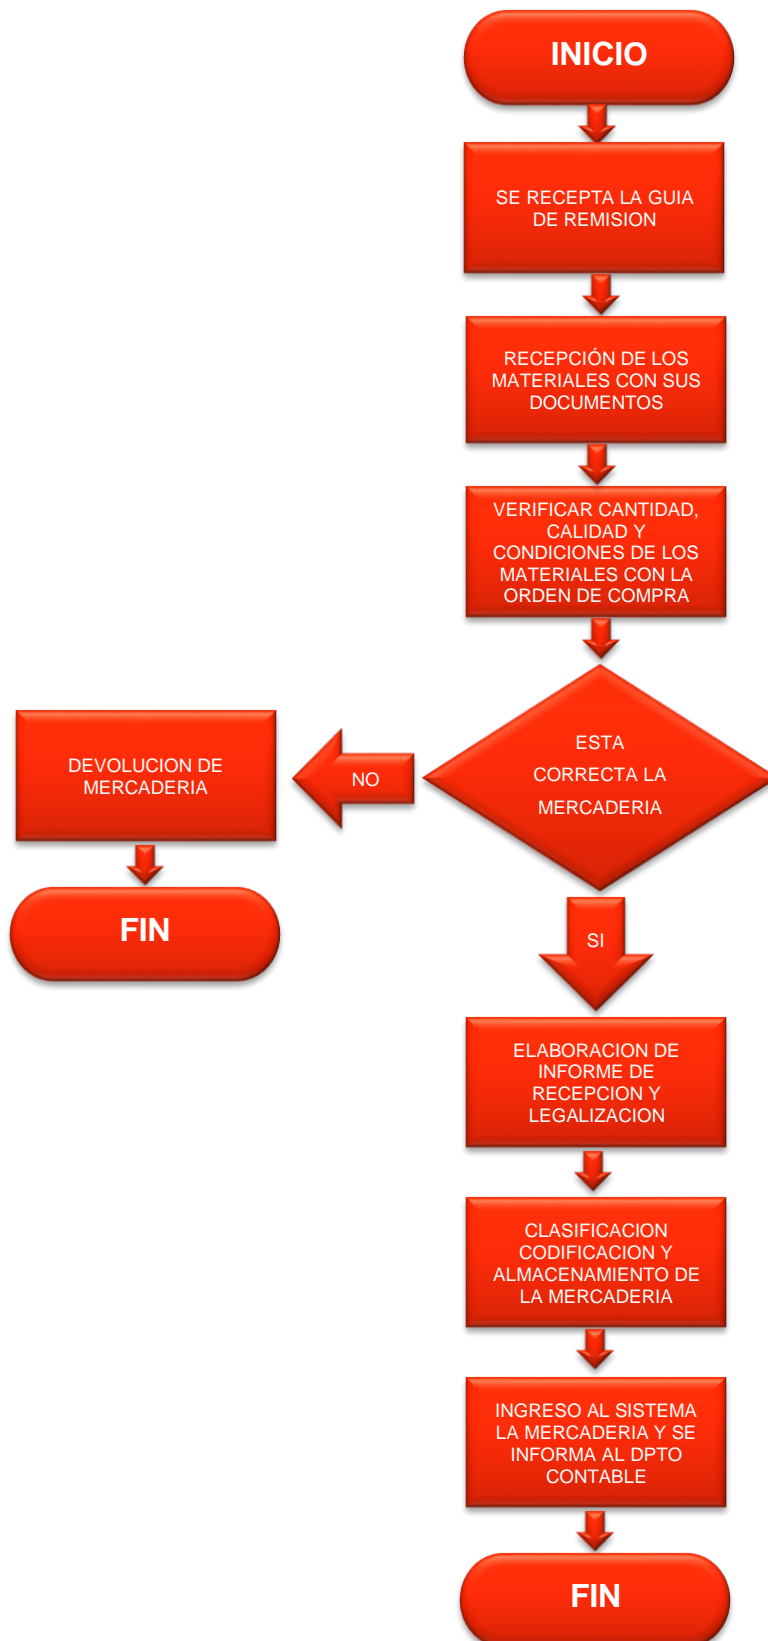 INICIO
SE RECEPTA LA GUIA
DE REMISION
RECEPCIÓN DE LOS
MATERIALES CON SUS
DOCUMENTOS
VERIFICAR CANTIDAD,
CALIDAD Y
CONDICIONES DE LOS
MATERIALES CON LA
ORDEN DE COMPRA
ESTA
CORRECTA LA
MERCADERIA
NO
DEVOLUCION DE
MERCADERIA
FIN
SI
ELABORACION DE
INFORME DE
RECEPCION Y
LEGALIZACION
CLASIFICACION
CODIFICACION Y
ALMACENAMIENTO DE
LA MERCADERIA
INGRESO AL SISTEMA
LA MERCADERIA Y SE
INFORMA AL DPTO
CONTABLE
FIN